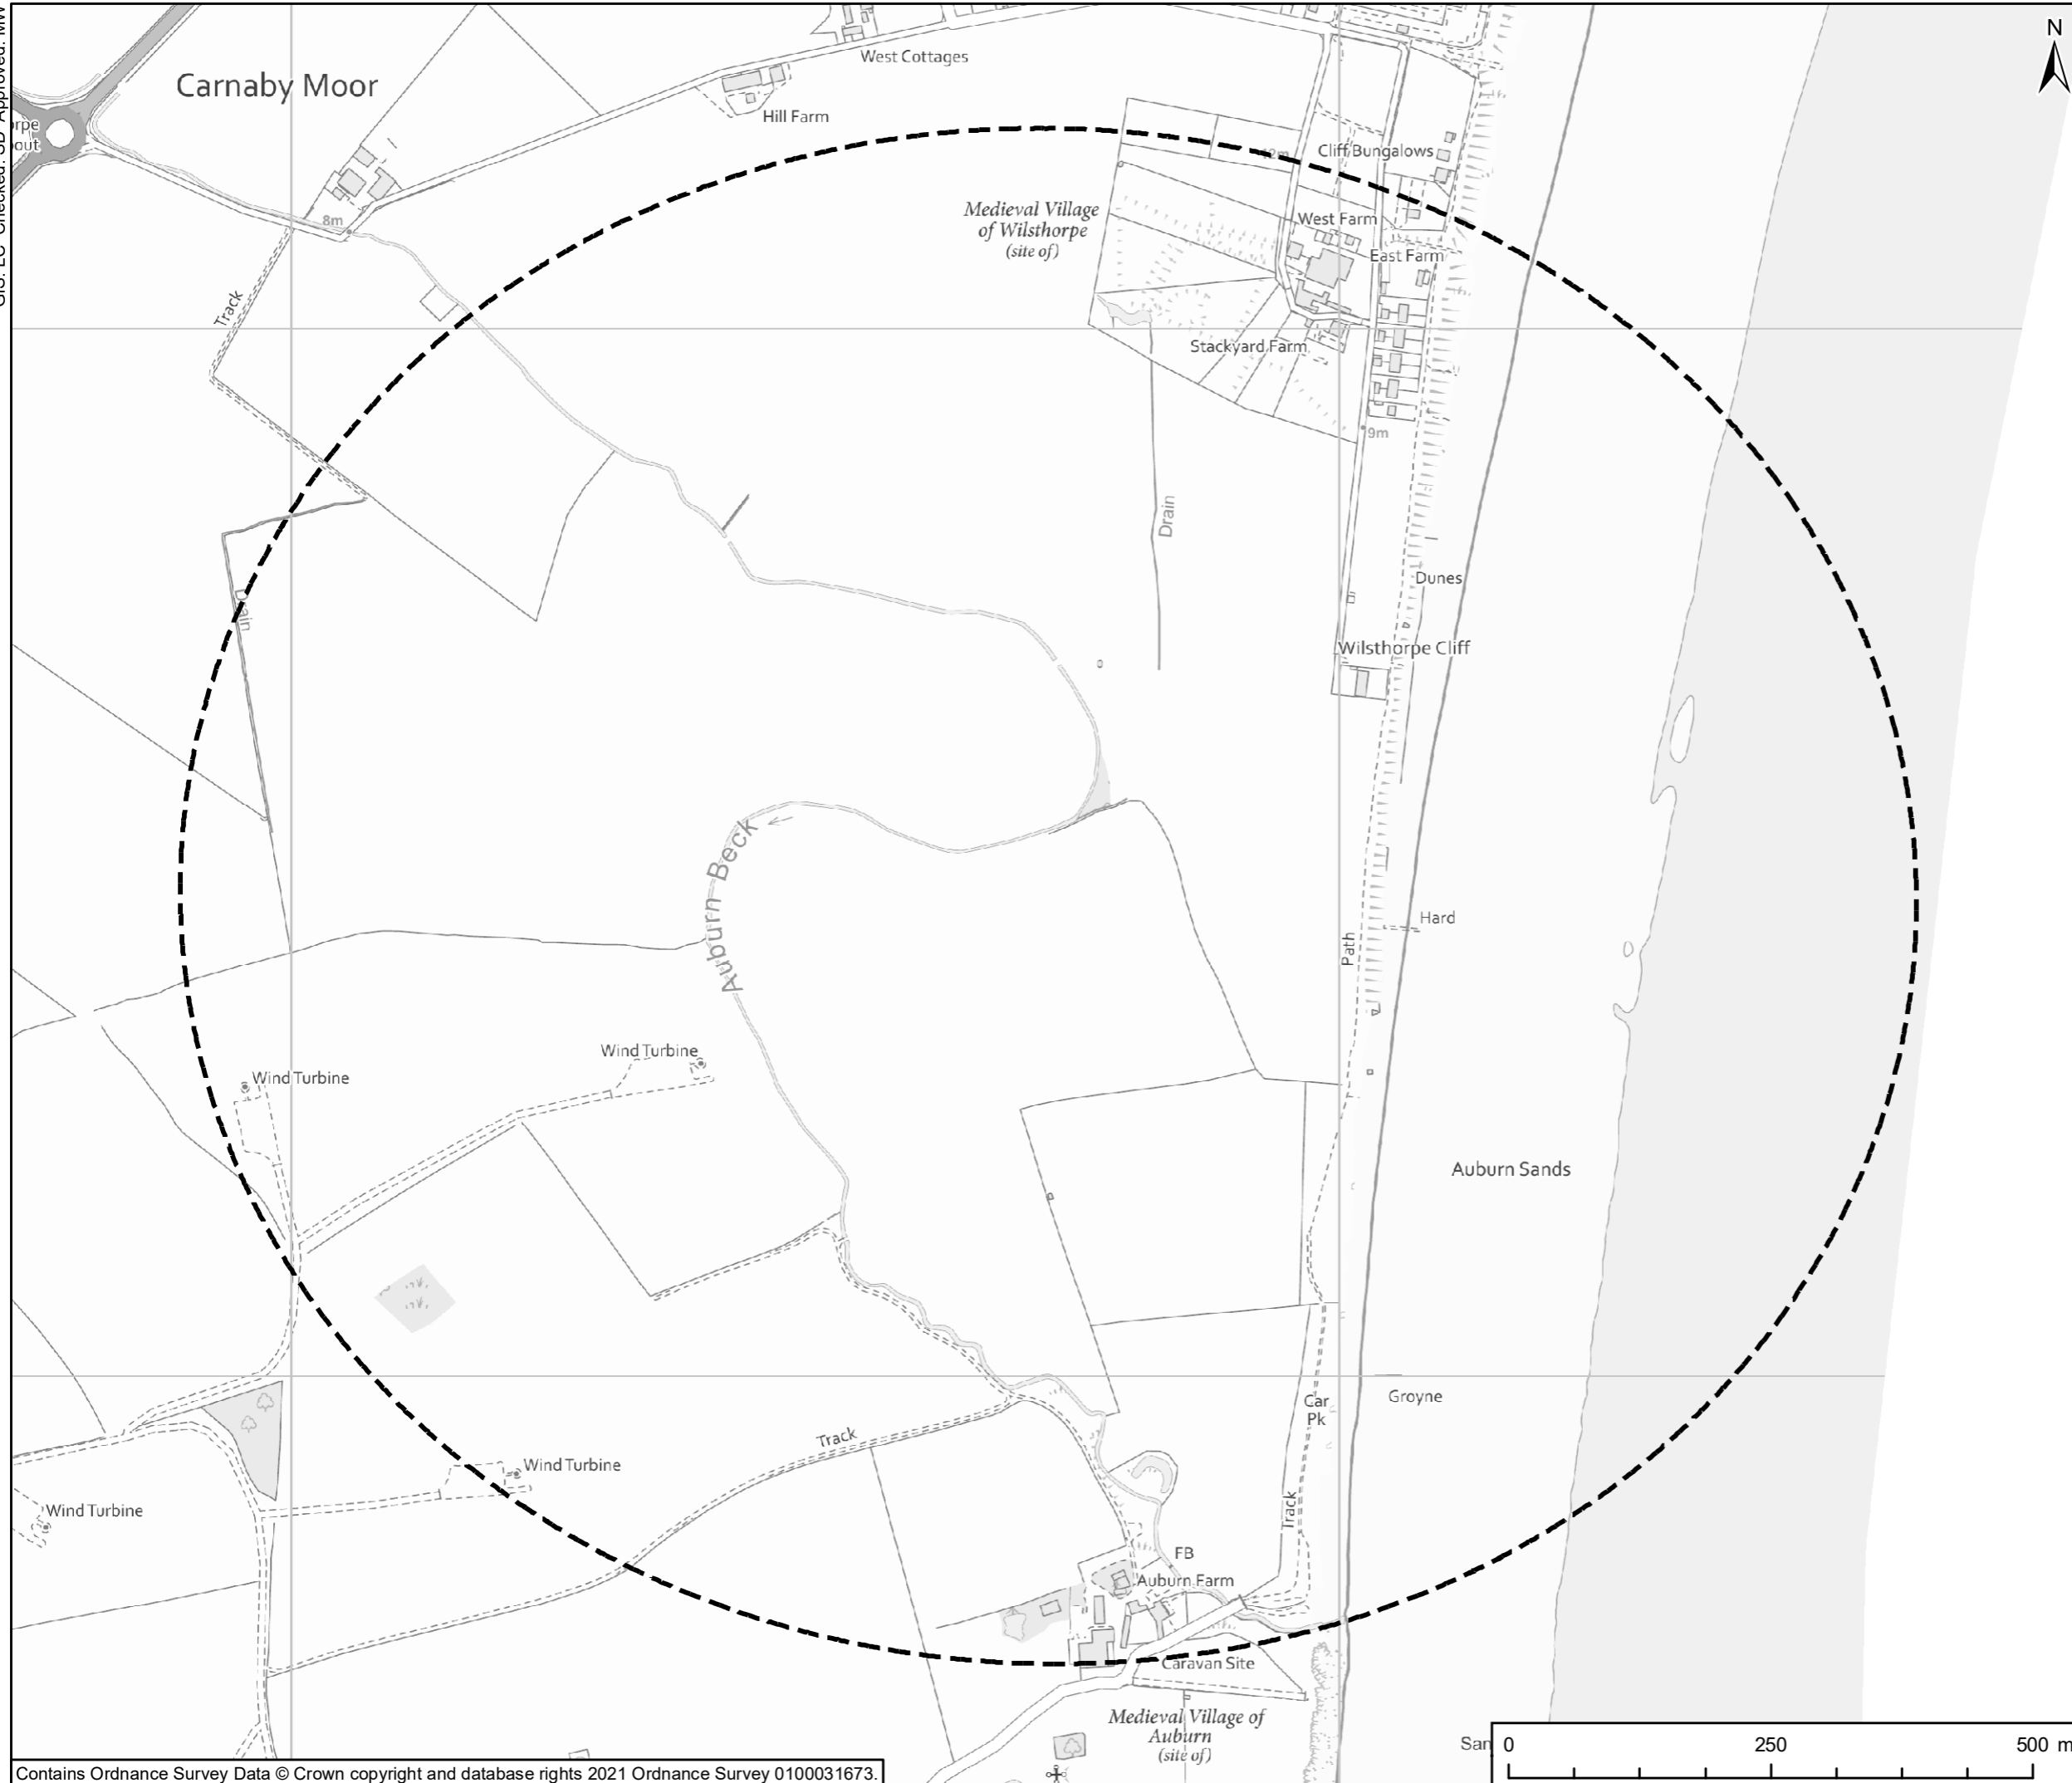 N
West Cottages
Carnaby Moor
Hill Farm
Cliff Bungalows
12m
8m
Medieval Village
of Wilsthorpe
(site of)
West Farm
East Farm
Track
Stackyard Farm
9m
Drain
Dunes
Drain
Wilsthorpe Cliff
Auburn Beck
Hard
Path
Wind Turbine
Wind Turbine
Auburn Sands
Groyne
Car
Pk
Track
Wind Turbine
Wind Turbine
Track
FB
Auburn Farm
Caravan Site
Medieval Village of
Auburn
(site of)
San
0 250 500 m
Contains Ordnance Survey Data © Crown copyright and database rights 2021 Ordnance Survey 0100031673.